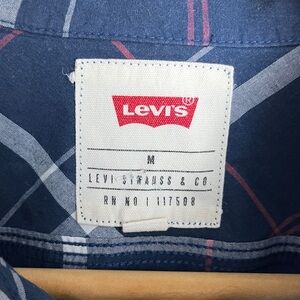 Levi's®
M
LEVI STRAUSS & CO
RN NO | 117508